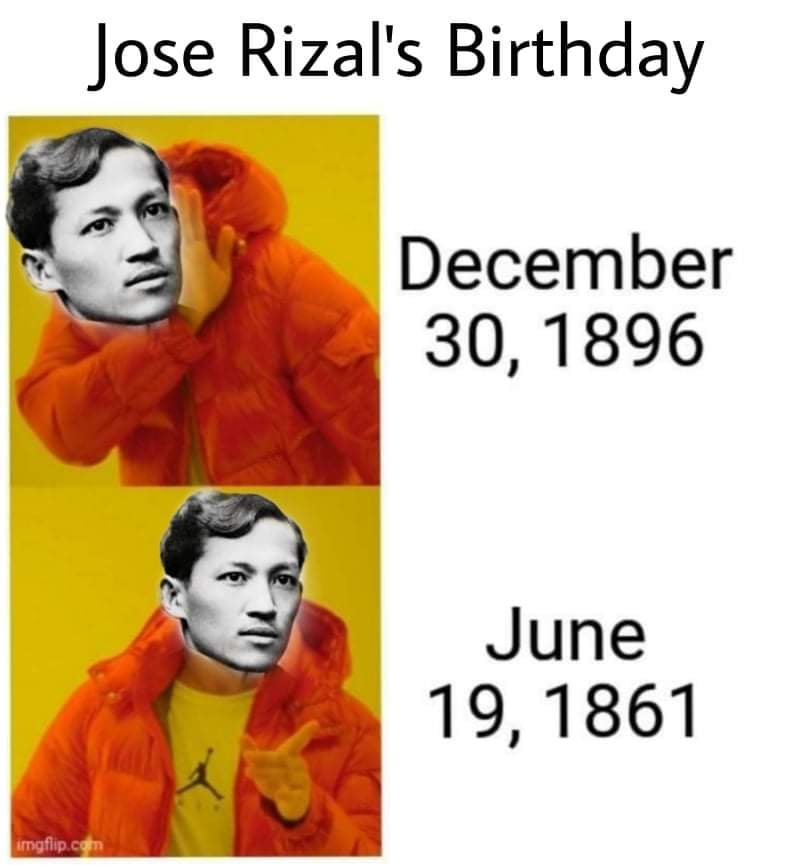 Jose Rizal's Birthday
December
30, 1896
June
19, 1861
imgflip.com